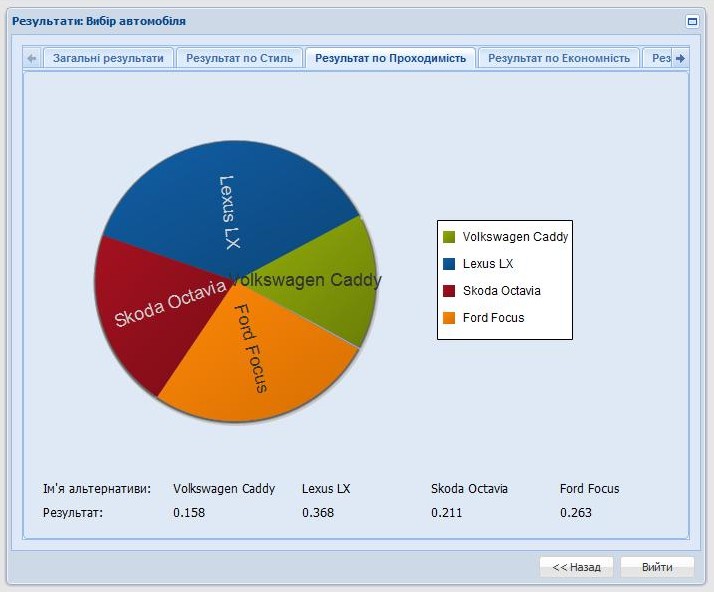 Результати: Вибір автомобіля
Загальні результати Результат по Стиль Результат по Проходимість Результат по Економність Рез
Lexus LX
Volkswagen Caddy
Skoda Octavia
Ford Focus
Volkswagen Caddy
Lexus LX
Skoda Octavia
Ford Focus
Ім'я альтернативи: Volkswagen Caddy Lexus LX Skoda Octavia Ford Focus
Результат: 0.158 0.368 0.211 0.263
<< Назад Вийти